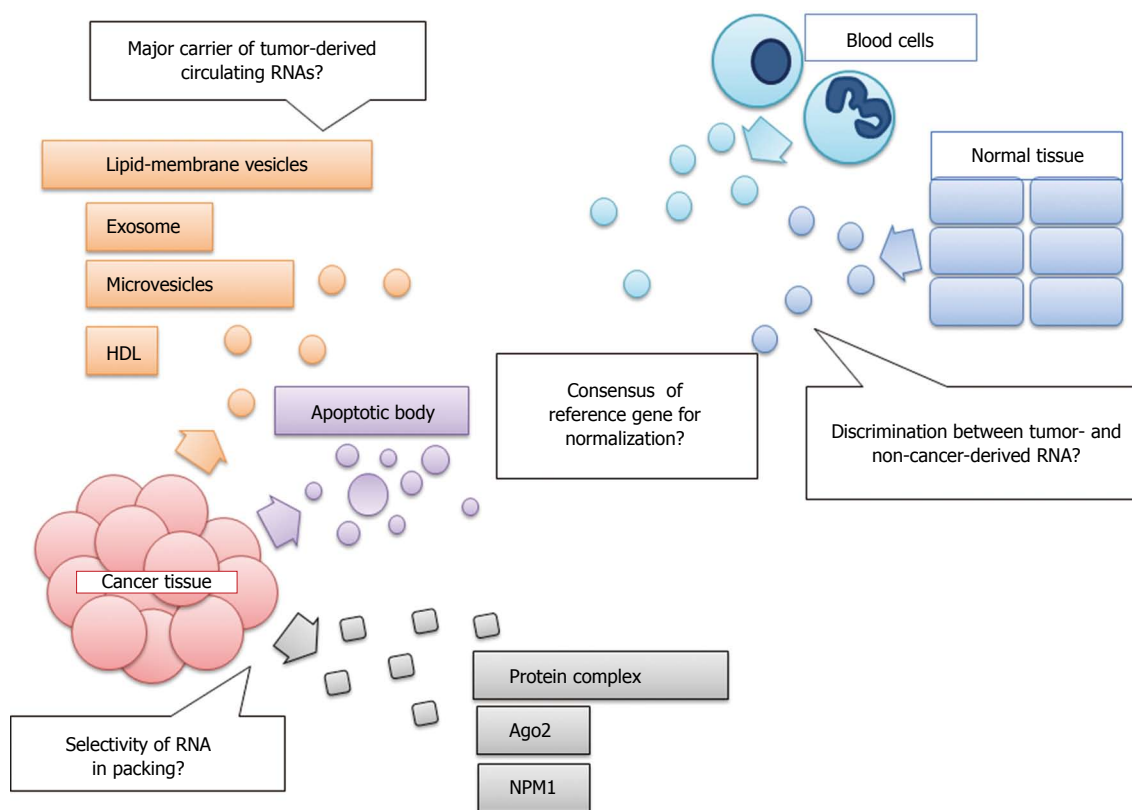 Major carrier of tumor-derived
circulating RNAs?
Blood cells
Lipid-membrane vesicles
Normal tissue
Exosome
Microvesicles
HDL
Apoptotic body
Consensus of
reference gene for
normalization?
Discrimination between tumor- and
non-cancer-derived RNA?
Cancer tissue
Protein complex
Selectivity of RNA
in packing?
Ago2
NPM1